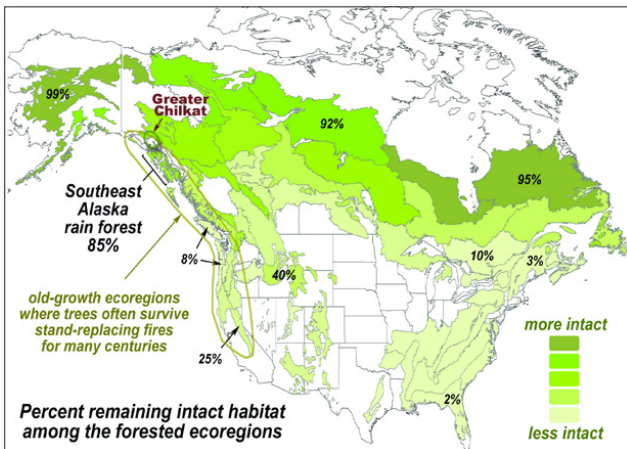 99%
Greater
Chilkat
92%
95%
Southeast
Alaska
rain forest
85%
8%
40%
10%
3%
old-growth ecoregions
where trees often survive
stand-replacing fires
for many centuries
25%
2%
more intact
less intact
Percent remaining intact habitat
among the forested ecoregions